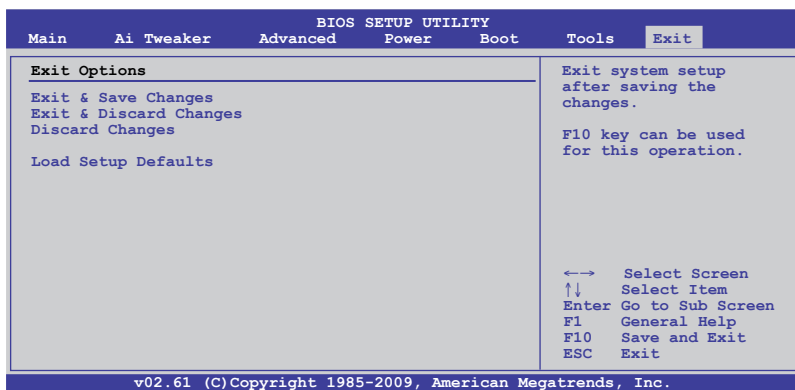 BIOS SETUP UTILITY
Main Ai Tweaker Advanced Power Boot Tools Exit
Exit Options
Exit & Save Changes
Exit & Discard Changes
Discard Changes
Load Setup Defaults
Exit system setup
after saving the
changes.
F10 key can be used
for this operation.
←→ Select Screen
↑↓ Select Item
Enter Go to Sub Screen
F1 General Help
F10 Save and Exit
ESC Exit
v02.61 (C)Copyright 1985-2009, American Megatrends, Inc.